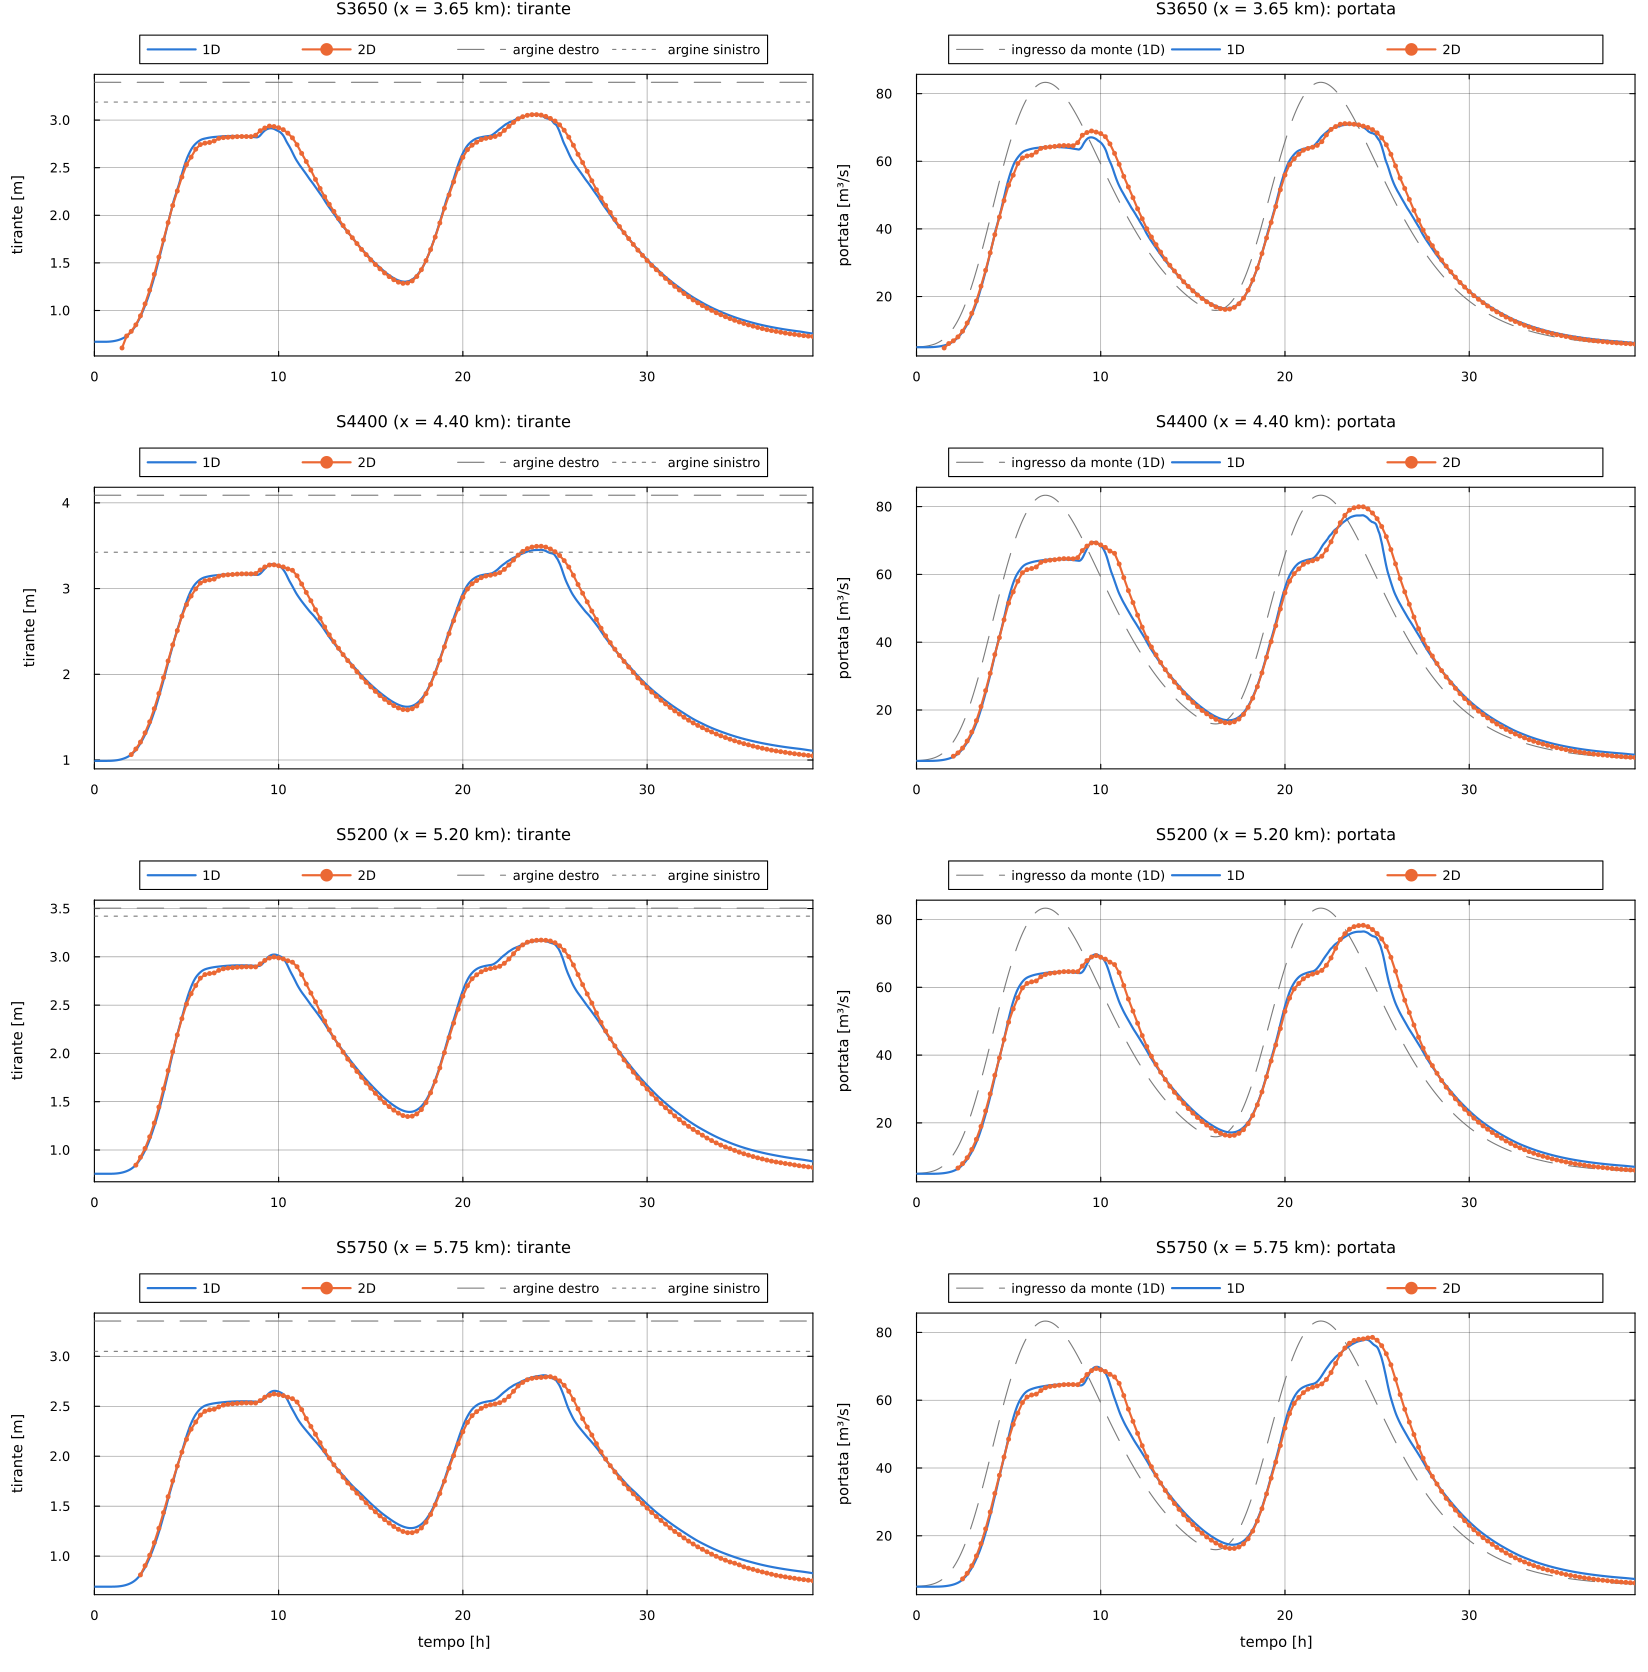 S3650 (x = 3.65 km): tirante
1D 2D argine destro argine sinistro
tirante [m]
3.0
2.5
2.0
1.5
1.0
0 10 20 30
S3650 (x = 3.65 km): portata
ingresso da monte (1D) 1D 2D
portata [m³/s]
80
60
40
20
0 10 20 30
S4400 (x = 4.40 km): tirante
1D 2D argine destro argine sinistro
tirante [m]
4
3
2
1
0 10 20 30
S4400 (x = 4.40 km): portata
ingresso da monte (1D) 1D 2D
portata [m³/s]
80
60
40
20
0 10 20 30
S5200 (x = 5.20 km): tirante
1D 2D argine destro argine sinistro
tirante [m]
3.5
3.0
2.5
2.0
1.5
1.0
0 10 20 30
S5200 (x = 5.20 km): portata
ingresso da monte (1D) 1D 2D
portata [m³/s]
80
60
40
20
0 10 20 30
S5750 (x = 5.75 km): tirante
1D 2D argine destro argine sinistro
tirante [m]
3.0
2.5
2.0
1.5
1.0
0 10 20 30
tempo [h]
S5750 (x = 5.75 km): portata
ingresso da monte (1D) 1D 2D
portata [m³/s]
80
60
40
20
0 10 20 30
tempo [h]